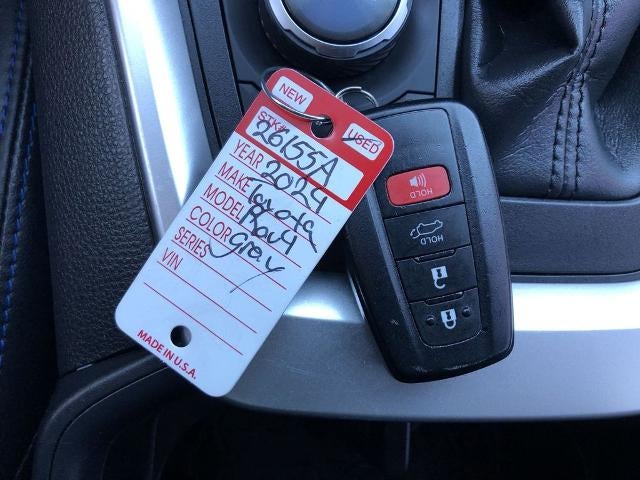 NEW
USED
STK# 26155A
YEAR 2024
MAKE Toyota
MODEL Rav4
COLOR gray
SERIES
VIN
MADE IN U.S.A.
HOLD
HOLD